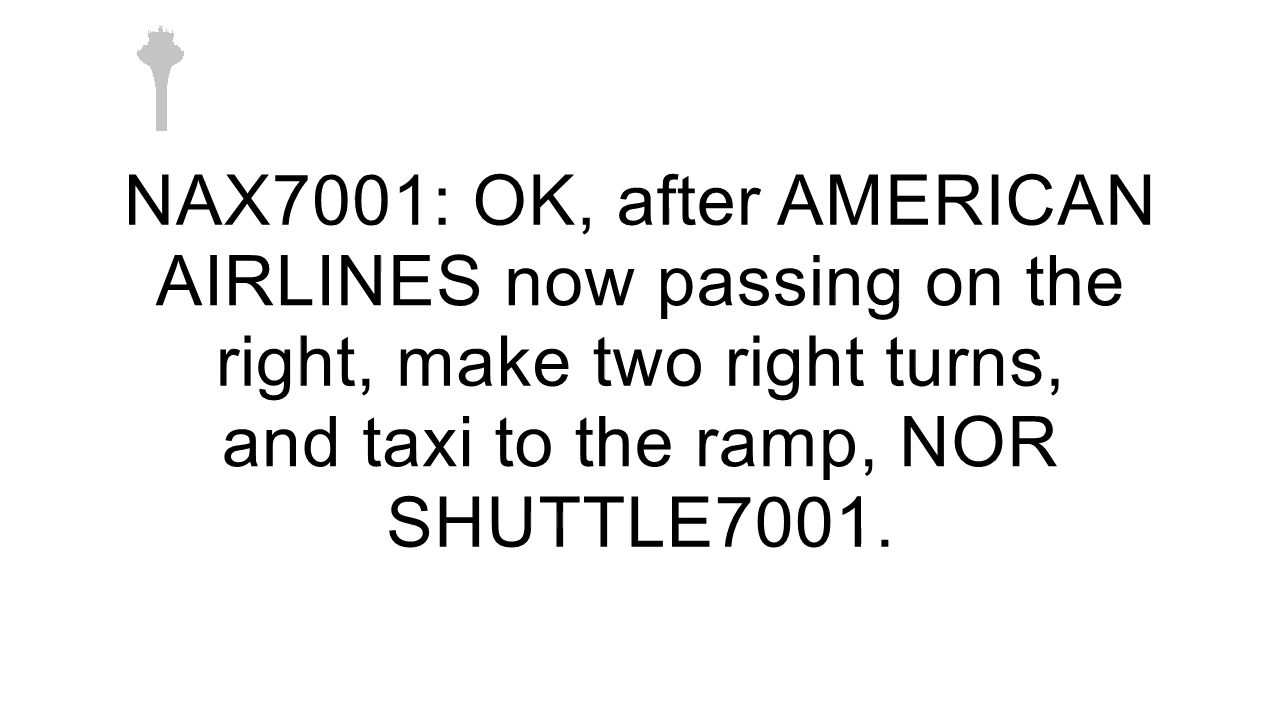 NAX7001: OK, after AMERICAN
AIRLINES now passing on the
right, make two right turns,
and taxi to the ramp, NOR
SHUTTLE7001.